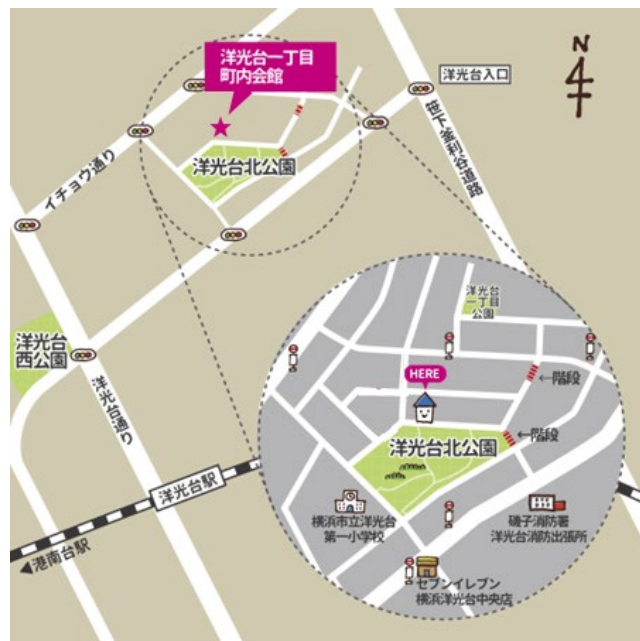 洋光台一丁目
町内会館
N
洋光台入口
笹下釜利谷道路
イチョウ通り
洋光台北公園
洋光台
西公園
洋光台通り
洋光台駅
港南台駅
洋光台
一丁目
公園
HERE
←階段
←階段
洋光台北公園
横浜市立洋光台
第一小学校
磯子消防署
洋光台消防出張所
セブンイレブン
横浜洋光台中央店